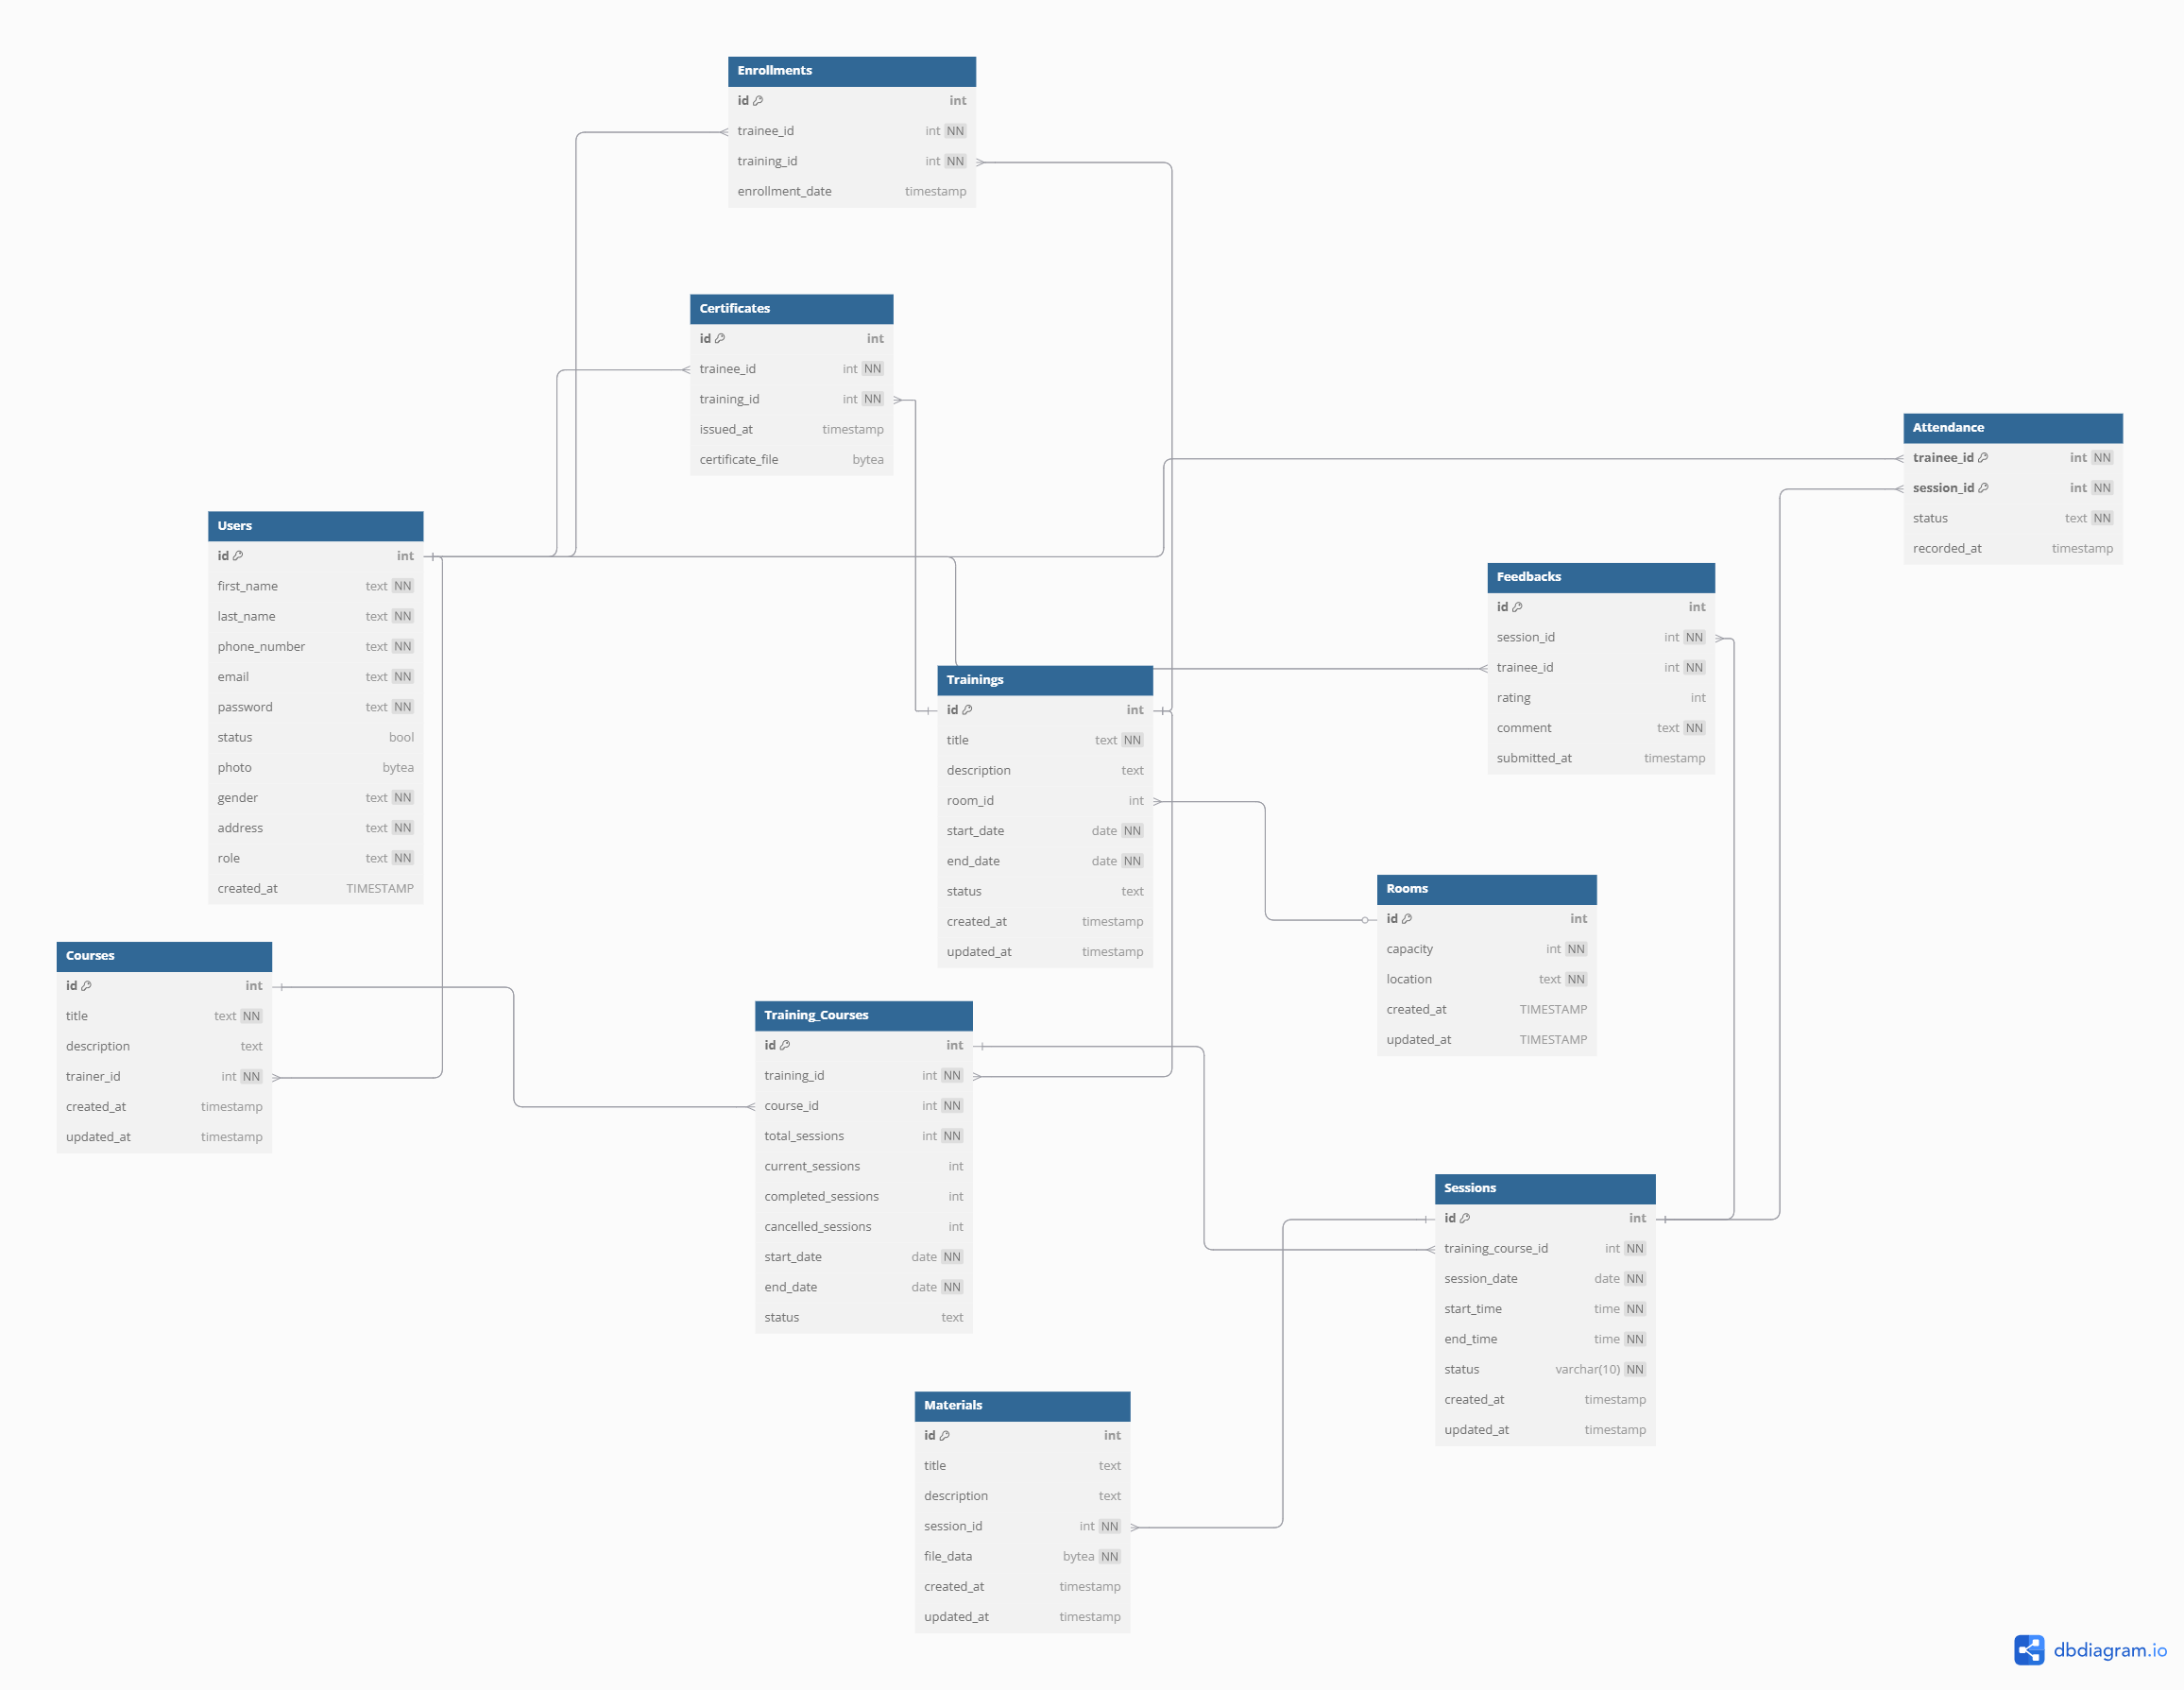 Enrollments
id int
trainee_id int NN
training_id int NN
enrollment_date timestamp
Certificates
id int
trainee_id int NN
training_id int NN
issued_at timestamp
certificate_file bytea
Attendance
trainee_id int NN
session_id int NN
status text NN
recorded_at timestamp
Users
id int
first_name text NN
last_name text NN
phone_number text NN
email text NN
password text NN
status bool
photo bytea
gender text NN
address text NN
role text NN
created_at TIMESTAMP
Feedbacks
id int
session_id int NN
trainee_id int NN
rating int
comment text NN
submitted_at timestamp
Trainings
id int
title text NN
description text
room_id int
start_date date NN
end_date date NN
status text
created_at timestamp
updated_at timestamp
Rooms
id int
capacity int NN
location text NN
created_at TIMESTAMP
updated_at TIMESTAMP
Courses
id int
title text NN
description text
trainer_id int NN
created_at timestamp
updated_at timestamp
Training_Courses
id int
training_id int NN
course_id int NN
total_sessions int NN
current_sessions int
completed_sessions int
cancelled_sessions int
start_date date NN
end_date date NN
status text
Sessions
id int
training_course_id int NN
session_date date NN
start_time time NN
end_time time NN
status varchar(10) NN
created_at timestamp
updated_at timestamp
Materials
id int
title text
description text
session_id int NN
file_data bytea NN
created_at timestamp
updated_at timestamp
dbdiagram.io